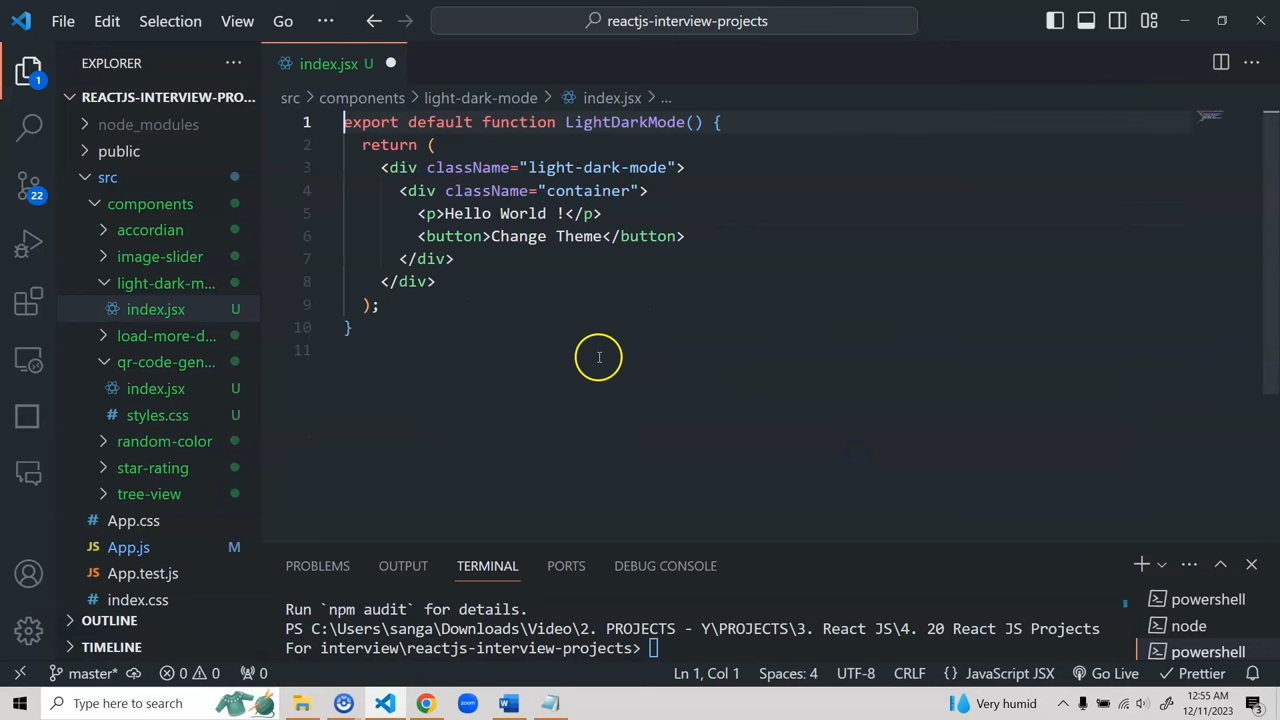 File Edit Selection View Go ··· reactjs-interview-projects
EXPLORER ···
index.jsx U
REACTJS-INTERVIEW-PRO...
node_modules
public
src
components
accordian
image-slider
light-dark-m...
index.jsx U
load-more-d...
qr-code-gen...
index.jsx U
# styles.css U
random-color
star-rating
tree-view
# App.css
JS App.js M
JS App.test.js
# index.css
OUTLINE
TIMELINE
1
22
src > components > light-dark-mode > index.jsx > ...
1 export default function LightDarkMode() {
2 return (
3 <div className="light-dark-mode">
4 <div className="container">
5 <p>Hello World !</p>
6 <button>Change Theme</button>
7 </div>
8 </div>
9 );
10 }
11
PROBLEMS OUTPUT TERMINAL PORTS DEBUG CONSOLE
Run `npm audit` for details.
PS C:\Users\sanga\Downloads\Video\2. PROJECTS - Y\PROJECTS\3. React JS\4. 20 React JS Projects
For interview\reactjs-interview-projects>
powershell
node
powershell
master* 0 0 0 Ln 1, Col 1 Spaces: 4 UTF-8 CRLF {} JavaScript JSX Go Live Prettier
Type here to search
zoom
W
Very humid
12:55 AM
12/11/2023
3